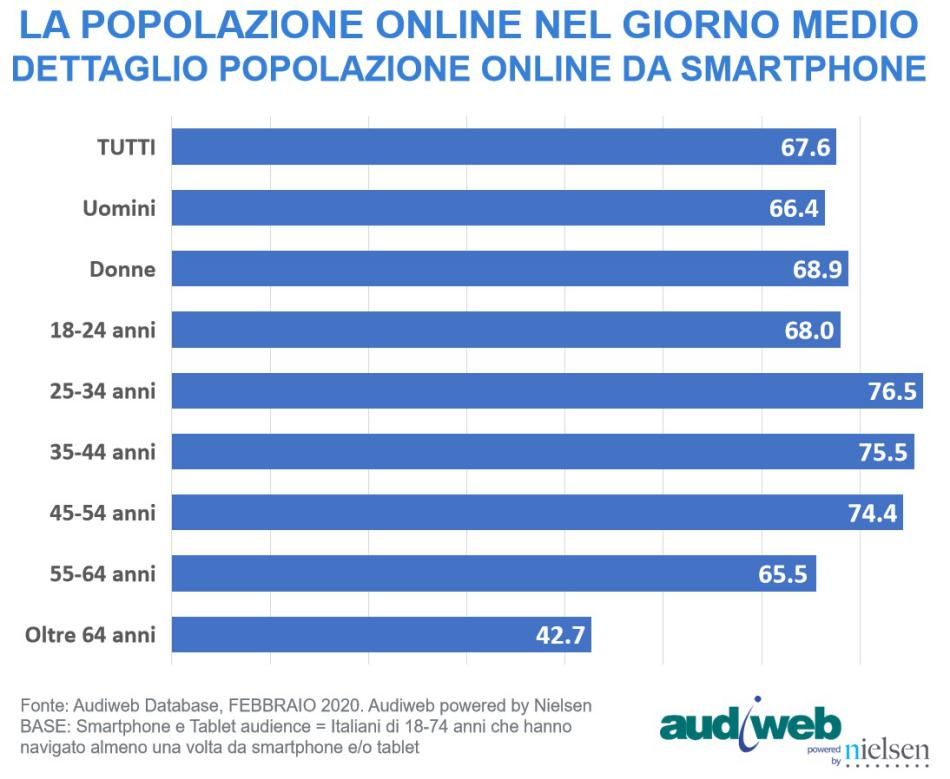 LA POPOLAZIONE ONLINE NEL GIORNO MEDIO
DETTAGLIO POPOLAZIONE ONLINE DA SMARTPHONE
TUTTI 67.6
Uomini 66.4
Donne 68.9
18-24 anni 68.0
25-34 anni 76.5
35-44 anni 75.5
45-54 anni 74.4
55-64 anni 65.5
Oltre 64 anni 42.7
Fonte: Audiweb Database, FEBBRAIO 2020. Audiweb powered by Nielsen
BASE: Smartphone e Tablet audience = Italiani di 18-74 anni che hanno
navigato almeno una volta da smartphone e/o tablet
audiweb
powered
by nielsen